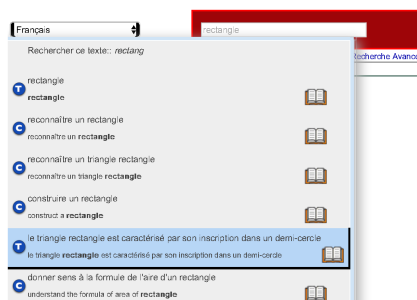 Français
rectangle
Recherche Avanc
Rechercher ce texte:: rectang
T
rectangle
rectangle
C
reconnaître un rectangle
reconnaître un rectangle
C
reconnaître un triangle rectangle
reconnaître un triangle rectangle
C
construire un rectangle
construct a rectangle
T
le triangle rectangle est caractérisé par son inscription dans un demi-cercle
le triangle rectangle est caractérisé par son inscription dans un demi-cercle
C
donner sens à la formule de l'aire d'un rectangle
understand the formula of area of rectangle